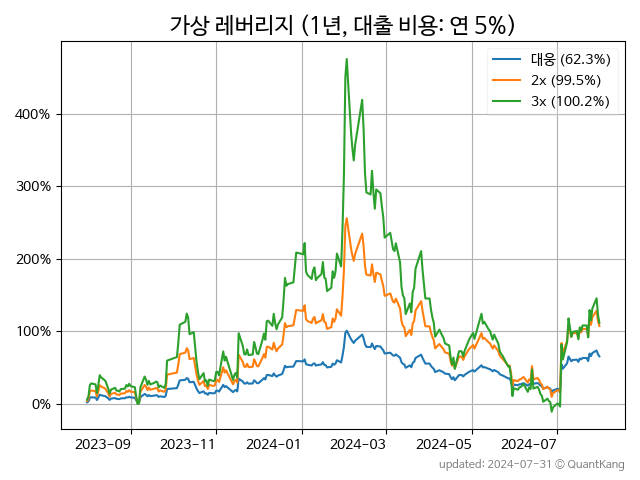 가상 레버리지 (1년, 대출 비용: 연 5%)
대웅 (62.3%)
2x (99.5%)
3x (100.2%)
400%
300%
200%
100%
0%
2023-09 2023-11 2024-01 2024-03 2024-05 2024-07
updated: 2024-07-31 © QuantKang